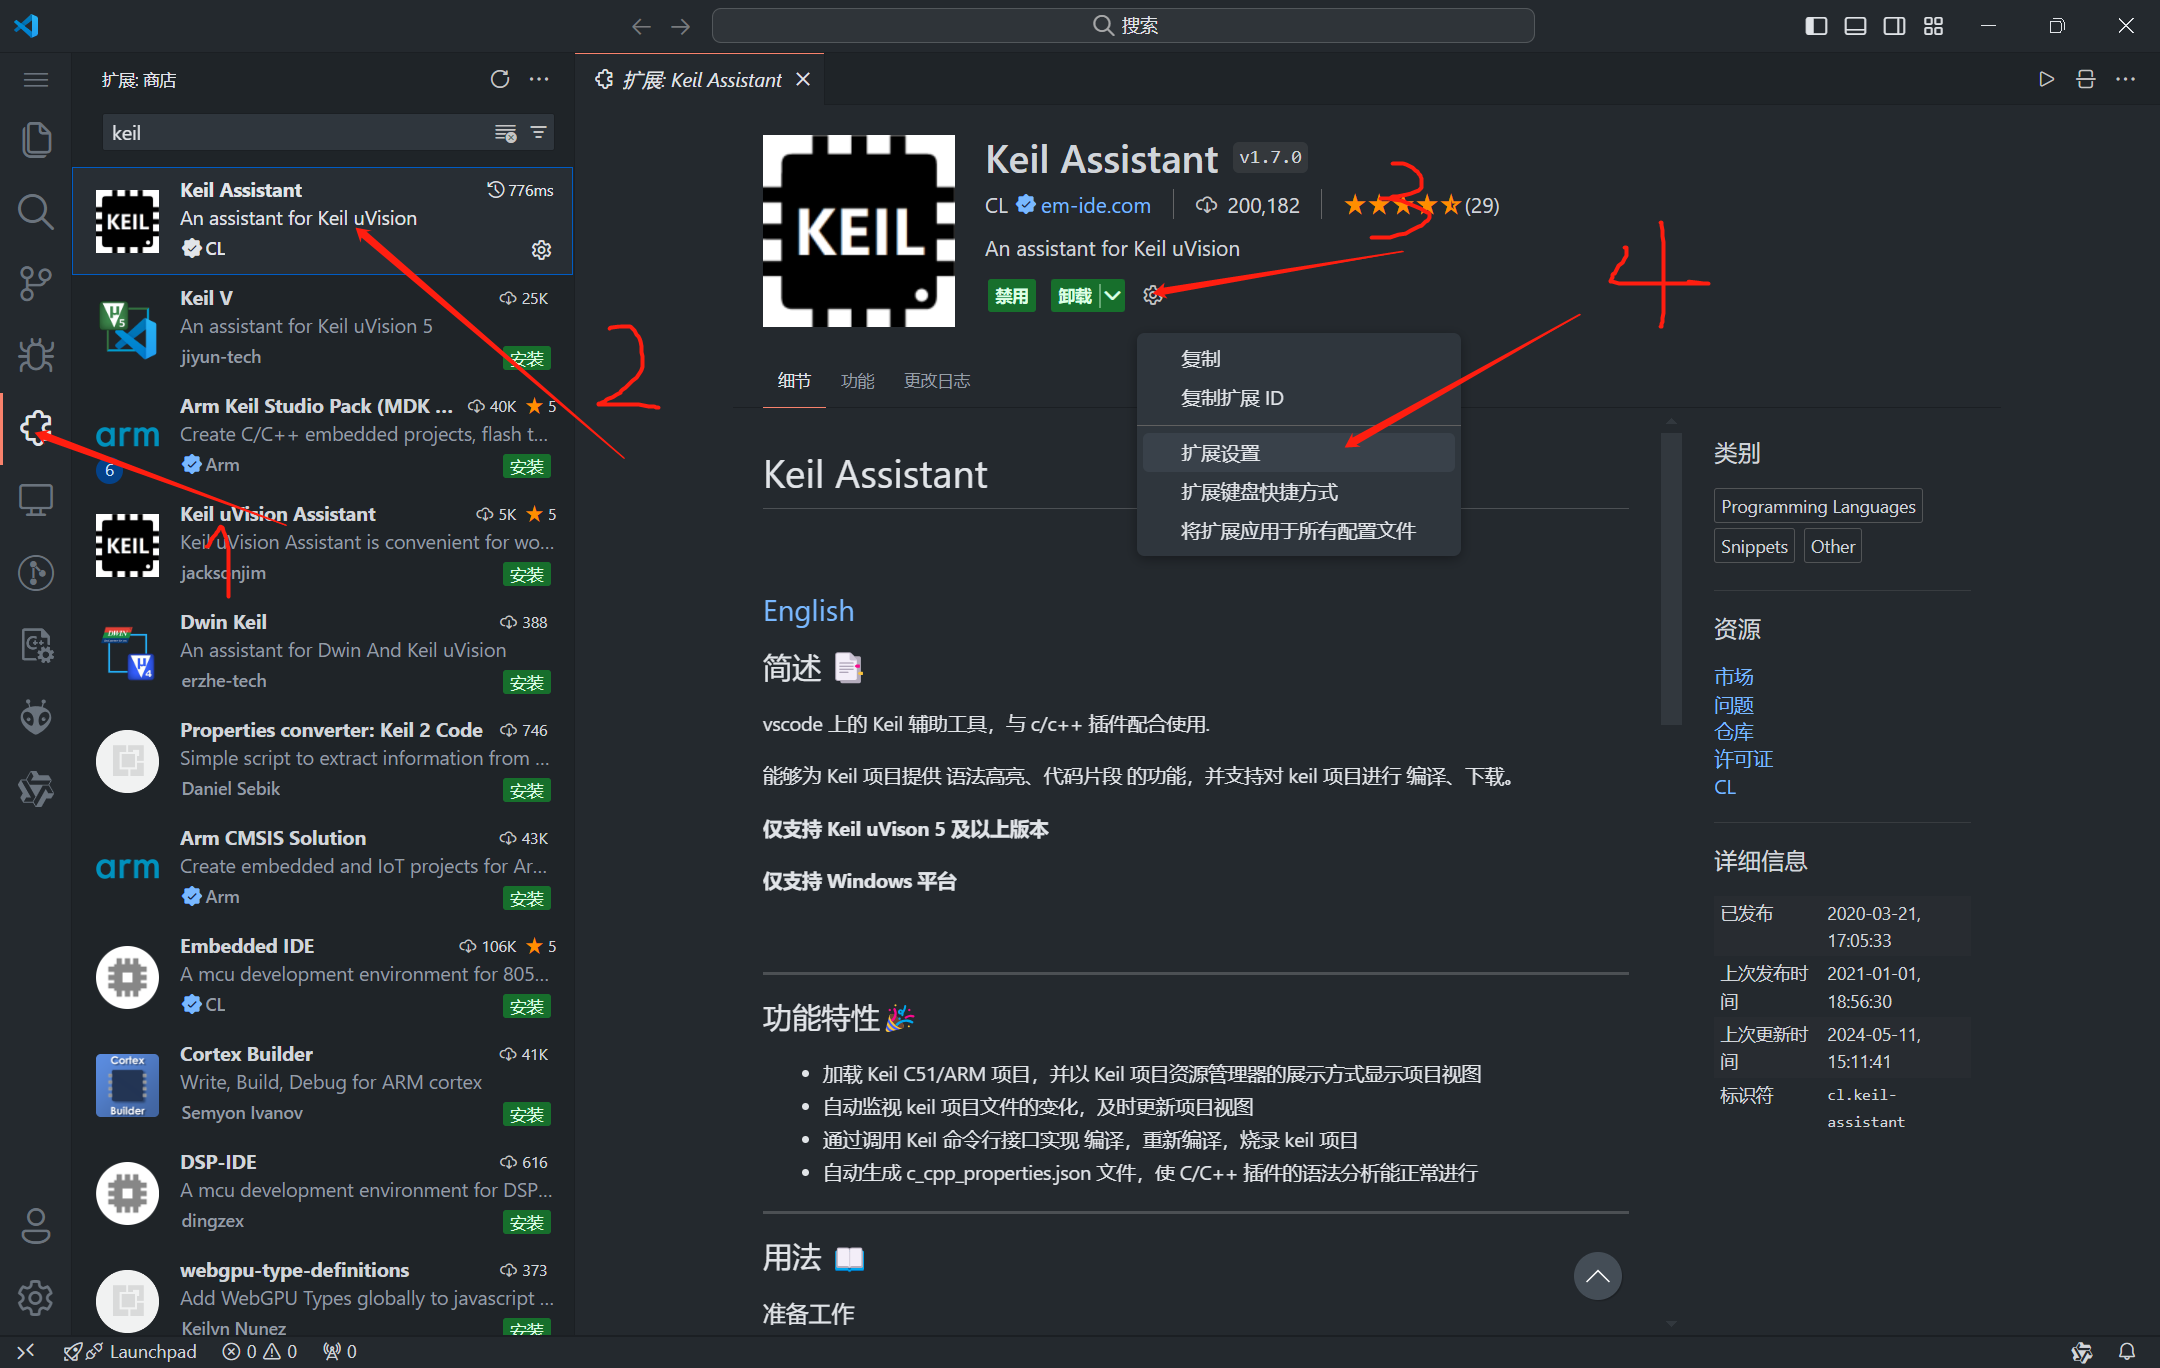 搜索
扩展: 商店
扩展: Keil Assistant
keil
KEIL
Keil Assistant
776ms
An assistant for Keil uVision
CL
Keil V
25K
An assistant for Keil uVision 5
jiyun-tech
安装
Arm Keil Studio Pack (MDK ...
40K
5
arm
Create C/C++ embedded projects, flash t...
6
Arm
安装
Keil uVision Assistant
5K
5
KEIL
Keil uVision Assistant is convenient for wo...
jacksonjim
安装
Dwin Keil
388
DWIN
An assistant for Dwin And Keil uVision
erzhe-tech
安装
Properties converter: Keil 2 Code
746
Simple script to extract information from ...
Daniel Sebik
安装
Arm CMSIS Solution
43K
arm
Create embedded and IoT projects for Ar...
Arm
安装
Embedded IDE
106K
5
A mcu development environment for 805...
CL
安装
Cortex Builder
41K
Cortex
Builder
Write, Build, Debug for ARM cortex
Semyon Ivanov
安装
DSP-IDE
616
A mcu development environment for DSP...
dingzex
安装
webgpu-type-definitions
373
Add WebGPU Types globally to javascript ...
Keilyn Nunez
安装
1
2
3
4
KEIL
Keil Assistant
v1.7.0
CL
em-ide.com
200,182
(29)
An assistant for Keil uVision
禁用
卸载
复制
复制扩展 ID
扩展设置
扩展键盘快捷方式
将扩展应用于所有配置文件
细节
功能
更改日志
Keil Assistant
English
简述
vscode 上的 Keil 辅助工具，与 c/c++ 插件配合使用.
能够为 Keil 项目提供 语法高亮、代码片段 的功能，并支持对 keil 项目进行 编译、下载。
仅支持 Keil uVison 5 及以上版本
仅支持 Windows 平台
功能特性
加载 Keil C51/ARM 项目，并以 Keil 项目资源管理器的展示方式显示项目视图
自动监视 keil 项目文件的变化，及时更新项目视图
通过调用 Keil 命令行接口实现 编译，重新编译，烧录 keil 项目
自动生成 c_cpp_properties.json 文件，使 C/C++ 插件的语法分析能正常进行
用法
准备工作
类别
Programming Languages
Snippets
Other
资源
市场
问题
仓库
许可证
CL
详细信息
已发布
2020-03-21,
17:05:33
上次发布时
间
2021-01-01,
18:56:30
上次更新时
间
2024-05-11,
15:11:41
标识符
cl.keil-
assistant
Launchpad
0
0
0